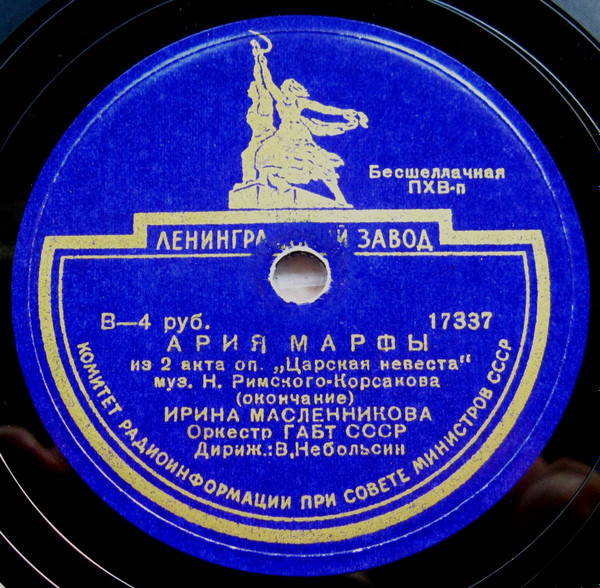 Бесшеллачная
ПХВ-п
ЛЕНИНГРА Й ЗАВОД
В—4 руб.
17337
АРИЯ МАРФЫ
из 2 акта оп. „Царская невеста“
муз. Н. Римского-Корсакова
(окончание)
ИРИНА МАСЛЕННИКОВА
Оркестр ГАБТ СССР
Дириж.: В. Небольсин
КОМИТЕТ РАДИОИНФОРМАЦИИ ПРИ СОВЕТЕ МИНИСТРОВ СССР